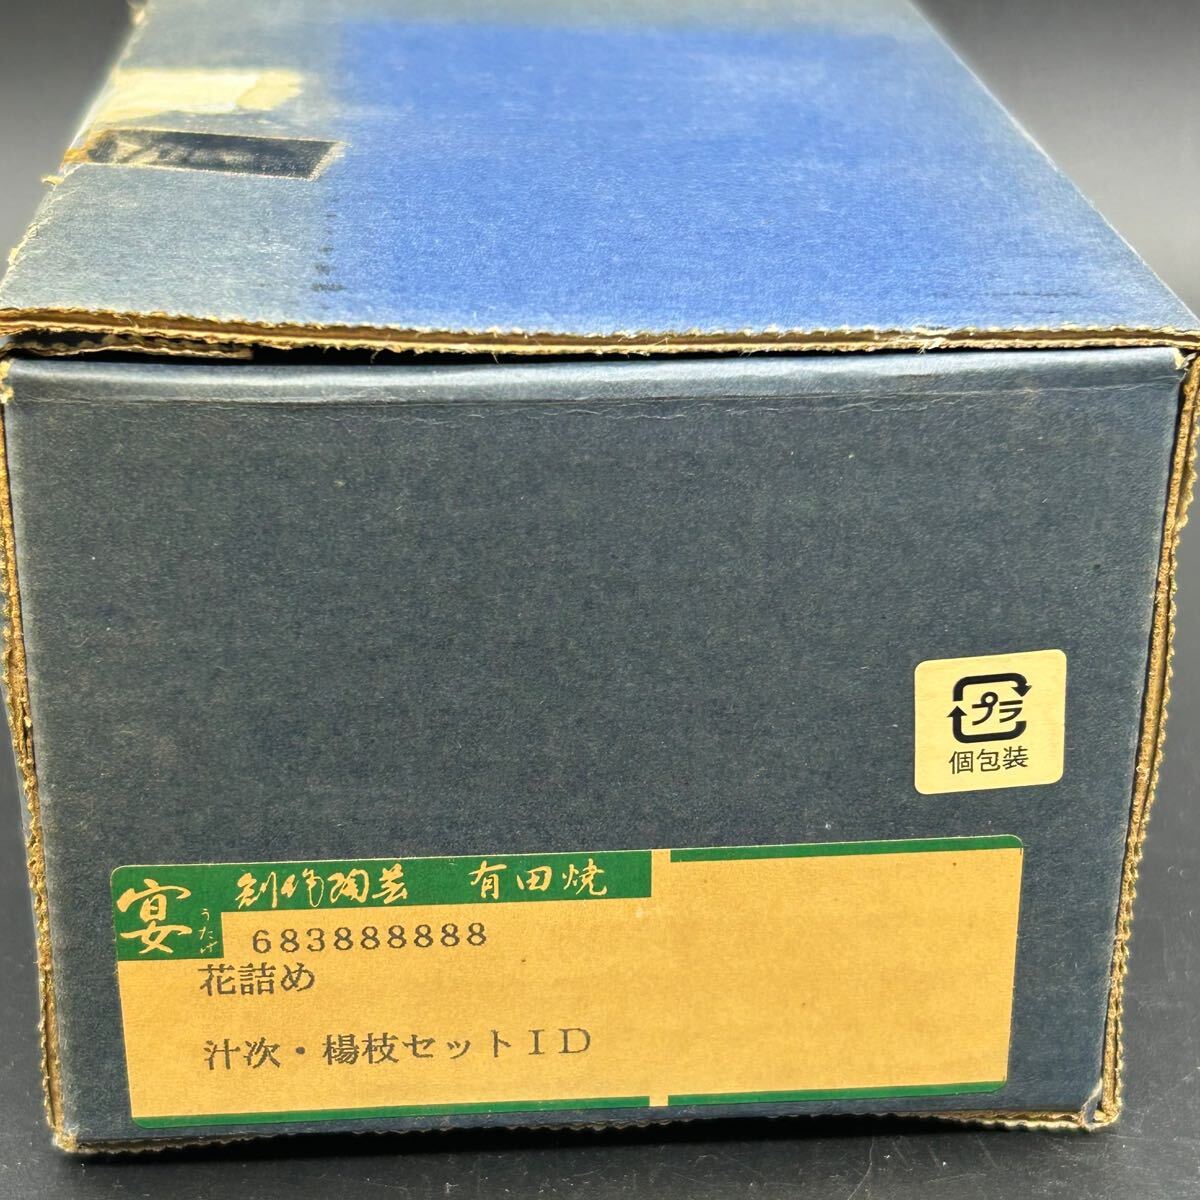 プラ
個包装
宴 うたげ 創作陶芸 有田焼
683888888
花詰め
汁次・楊枝セットID